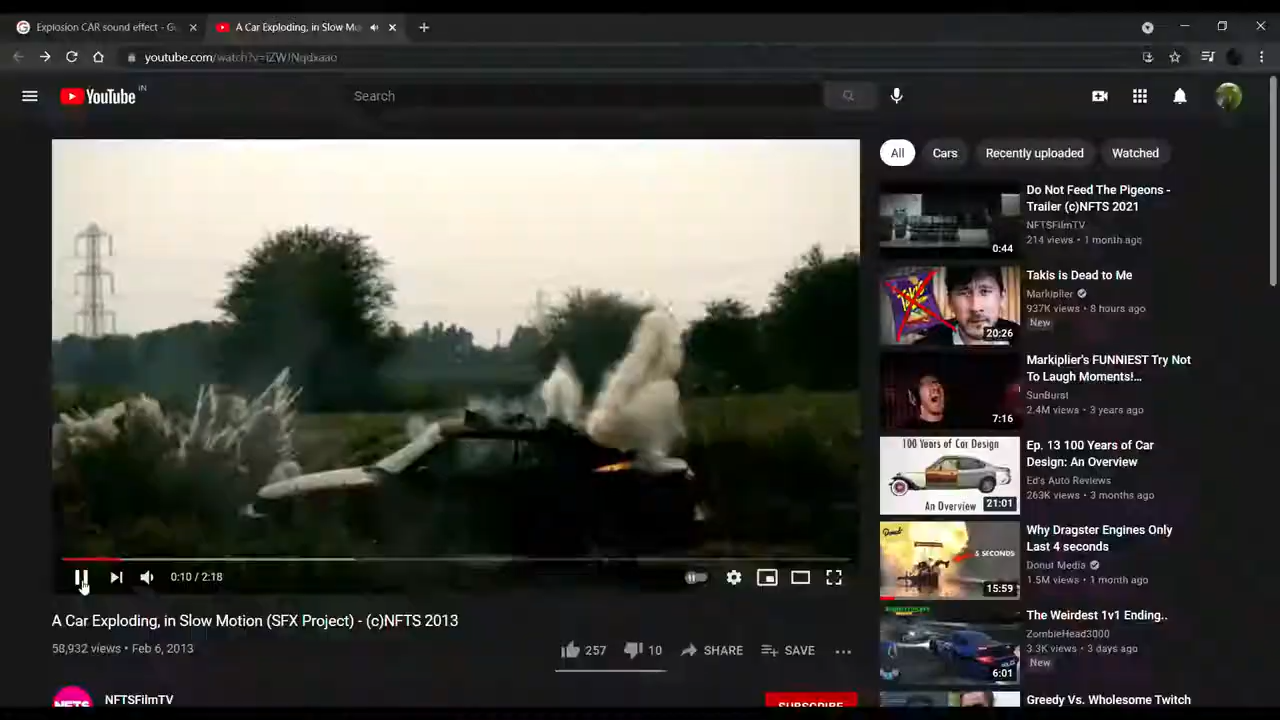 Explosion CAR sound effect - G
A Car Exploding, in Slow Mo
youtube.com/watch?v=iZWJNqdxaao
YouTube IN
Search
All
Cars
Recently uploaded
Watched
Do Not Feed The Pigeons -
Trailer (c)NFTS 2021
NFTSFilmTV
214 views • 1 month ago
0:44
Takis is Dead to Me
Markiplier
937K views • 8 hours ago
New
Takis
20:26
Markiplier's FUNNIEST Try Not
To Laugh Moments!...
SunBurst
2.4M views • 3 years ago
7:16
100 Years of Car Design
An Overview
21:01
Ep. 13 100 Years of Car
Design: An Overview
Ed's Auto Reviews
263K views • 3 months ago
Donut
5 SECONDS
15:59
Why Dragster Engines Only
Last 4 seconds
Donut Media
1.5M views • 1 month ago
The Weirdest 1v1 Ending..
ZombieHead3000
3.3K views • 3 days ago
New
6:01
Greedy Vs. Wholesome Twitch
0:10 / 2:18
A Car Exploding, in Slow Motion (SFX Project) - (c)NFTS 2013
58,932 views • Feb 6, 2013
257
10
SHARE
SAVE
NFTS
NFTSFilmTV
SUBSCRIBE